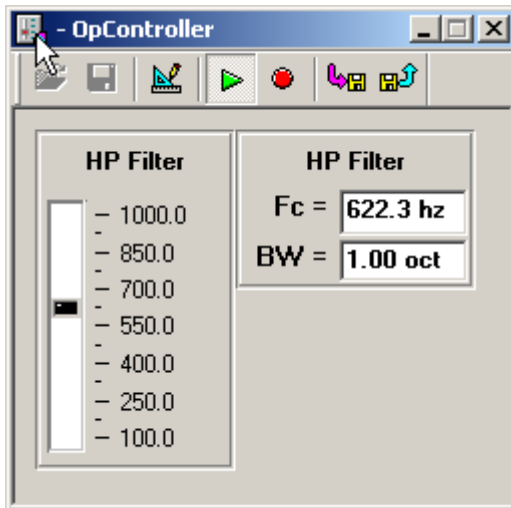 - OpController
HP Filter
1000.0
850.0
700.0
550.0
400.0
250.0
100.0
HP Filter
Fc = 622.3 hz
BW = 1.00 oct